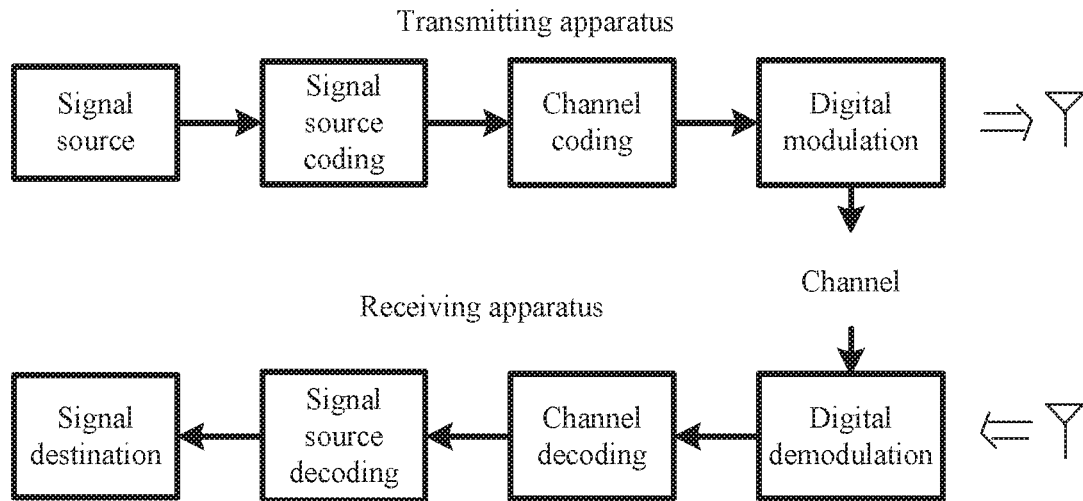 Transmitting apparatus
Signal
source
Signal
source
coding
Channel
coding
Digital
modulation
Channel
Receiving apparatus
Signal
destination
Signal
source
decoding
Channel
decoding
Digital
demodulation